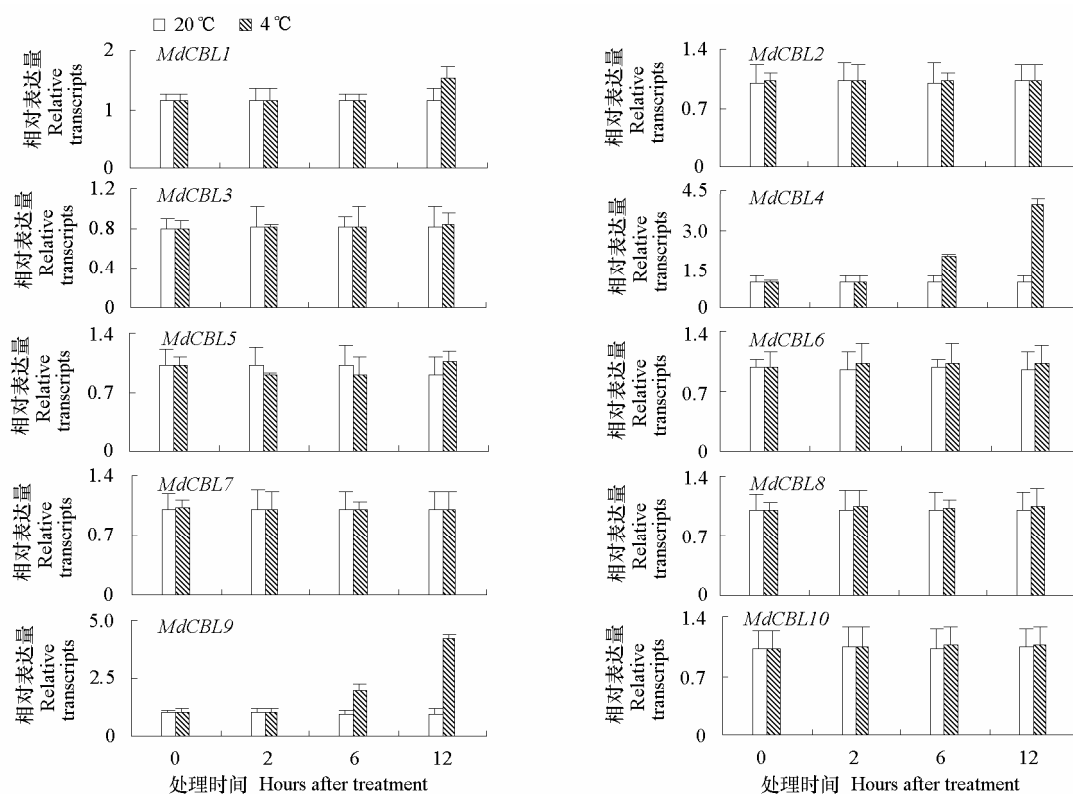 20 ℃ 4 ℃
相对表达量
Relative
transcripts
MdCBL1
2
1
0
相对表达量
Relative
transcripts
MdCBL2
1.4
0.7
0
相对表达量
Relative
transcripts
MdCBL3
1.2
0.8
0.4
0
相对表达量
Relative
transcripts
MdCBL4
4.5
3.0
1.5
0
相对表达量
Relative
transcripts
MdCBL5
1.4
0.7
0
相对表达量
Relative
transcripts
MdCBL6
1.4
0.7
0
相对表达量
Relative
transcripts
MdCBL7
1.4
0.7
0
相对表达量
Relative
transcripts
MdCBL8
1.4
0.7
0
相对表达量
Relative
transcripts
MdCBL9
5.0
2.5
0
0 2 6 12
处理时间 Hours after treatment
相对表达量
Relative
transcripts
MdCBL10
1.4
0.7
0
0 2 6 12
处理时间 Hours after treatment